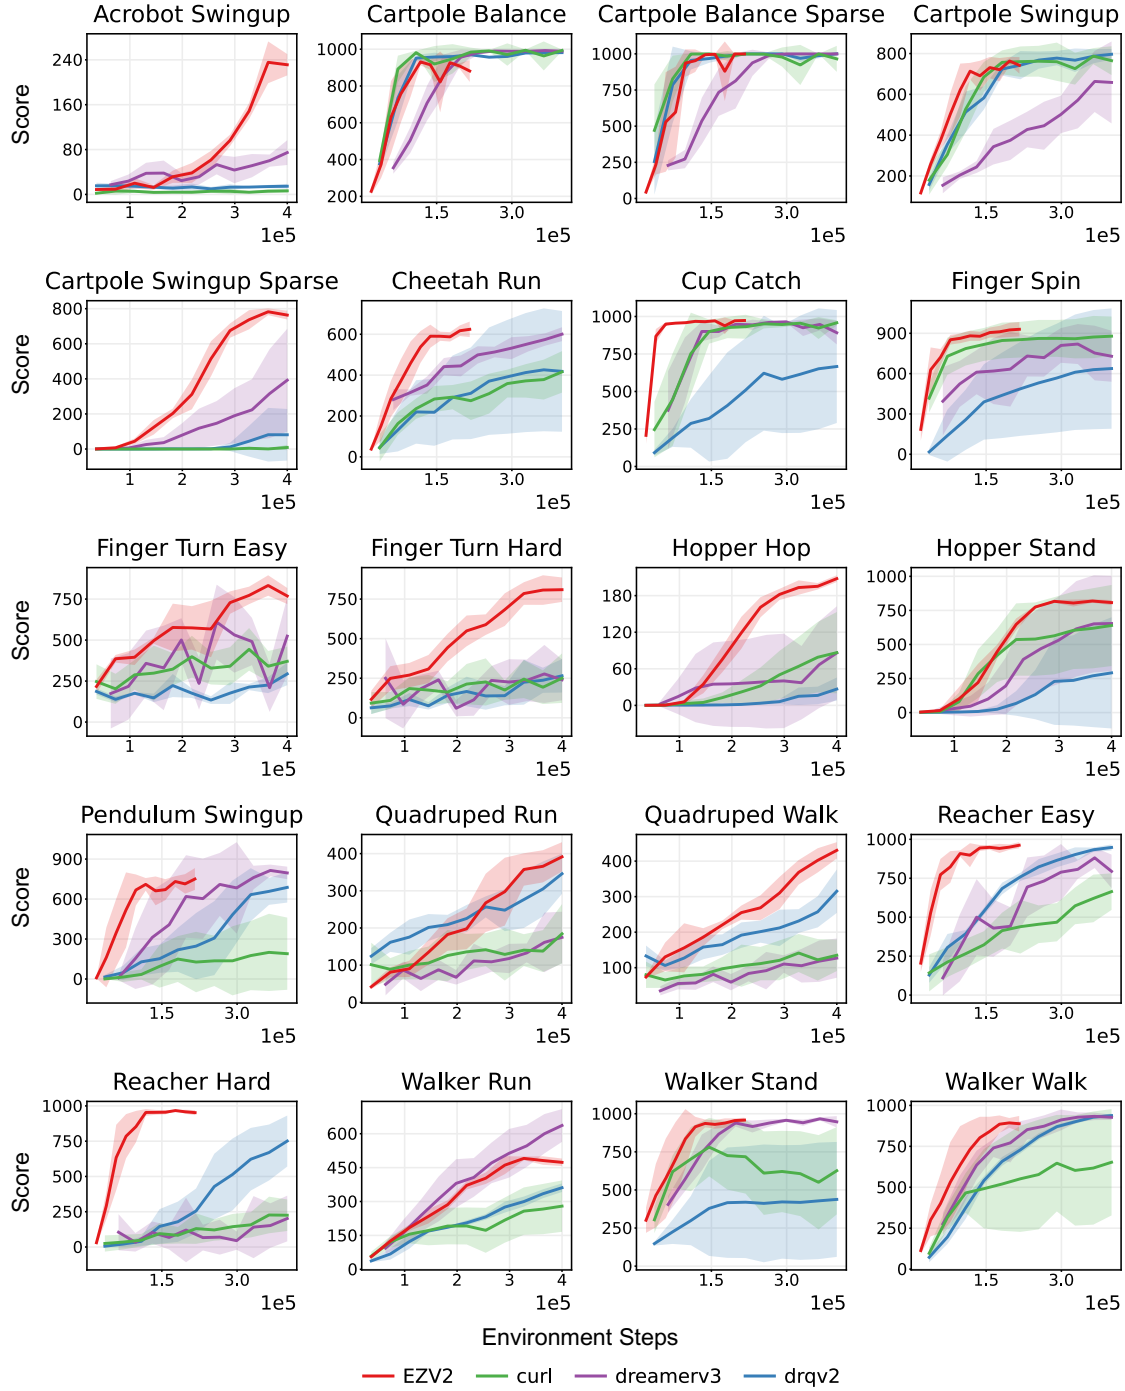 Acrobot Swingup Cartpole Balance Cartpole Balance Sparse Cartpole Swingup
Score
240
160
80
0
1 2 3 4
1e5
1000
800
600
400
200
1.5 3.0
1e5
1000
750
500
250
0
1.5 3.0
1e5
800
600
400
200
1.5 3.0
1e5
Cartpole Swingup Sparse Cheetah Run Cup Catch Finger Spin
Score
800
600
400
200
0
1 2 3 4
1e5
600
400
200
0
1.5 3.0
1e5
1000
750
500
250
0
1.5 3.0
1e5
900
600
300
0
1.5 3.0
1e5
Finger Turn Easy Finger Turn Hard Hopper Hop Hopper Stand
Score
750
500
250
0
1 2 3 4
1e5
750
500
250
0
1 2 3 4
1e5
180
120
60
0
1 2 3 4
1e5
1000
750
500
250
0
1 2 3 4
1e5
Pendulum Swingup Quadruped Run Quadruped Walk Reacher Easy
Score
900
600
300
0
1.5 3.0
1e5
400
300
200
100
0
1 2 3 4
1e5
400
300
200
100
1 2 3 4
1e5
1000
750
500
250
0
1.5 3.0
1e5
Reacher Hard Walker Run Walker Stand Walker Walk
Score
1000
750
500
250
0
1.5 3.0
1e5
600
450
300
150
0
1 2 3 4
1e5
1000
750
500
250
0
1.5 3.0
1e5
1000
800
600
400
200
0
1.5 3.0
1e5
Environment Steps
EZV2 curl dreamerv3 drqv2